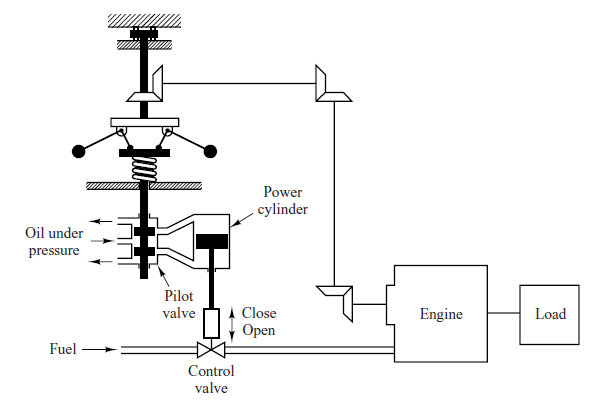 Power
cylinder
Oil under
pressure
Pilot
valve
Close
Open
Engine
Load
Fuel
Control
valve